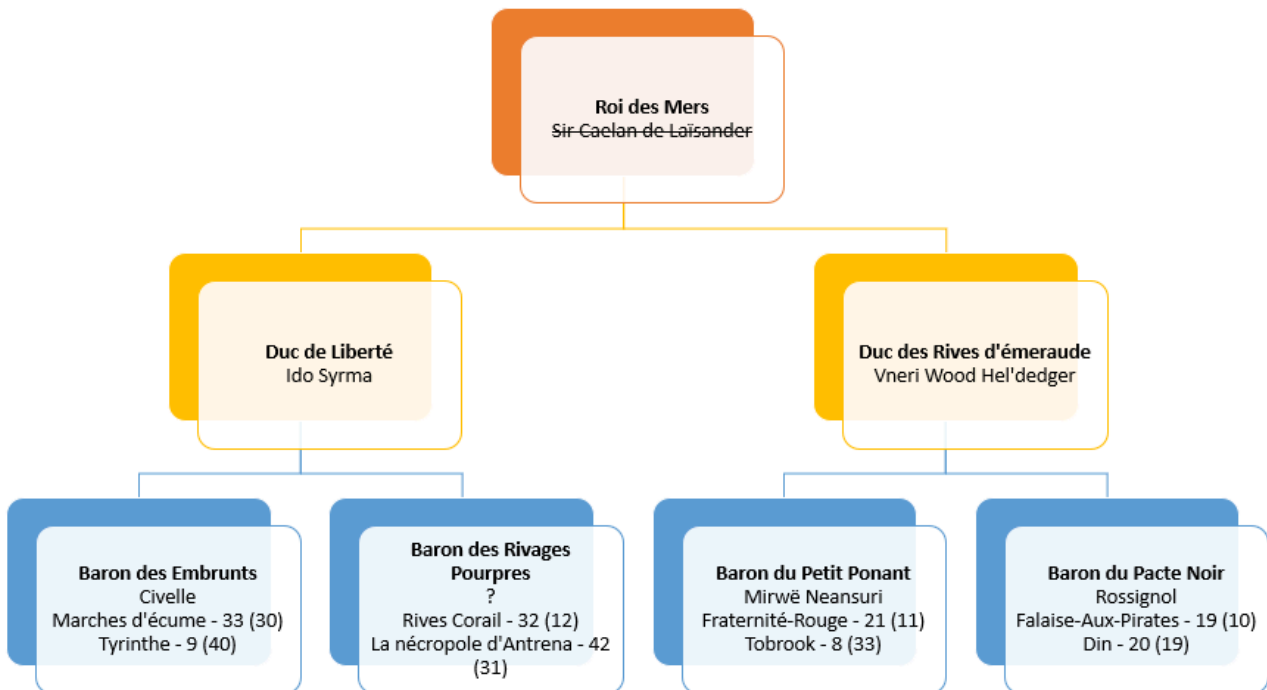 Roi des Mers
Sir Caelan de Laïsander
Duc de Liberté
Ido Syrma
Duc des Rives d'émeraude
Vneri Wood Hel'dedger
Baron des Embrunts
Civelle
Marches d'écume - 33 (30)
Tyrinthe - 9 (40)
Baron des Rivages
Pourpres
?
Rives Corail - 32 (12)
La nécropole d'Antrena - 42
(31)
Baron du Petit Ponant
Mirwë Neansuri
Fraternité-Rouge - 21 (11)
Tobrook - 8 (33)
Baron du Pacte Noir
Rossignol
Falaise-Aux-Pirates - 19 (10)
Din - 20 (19)